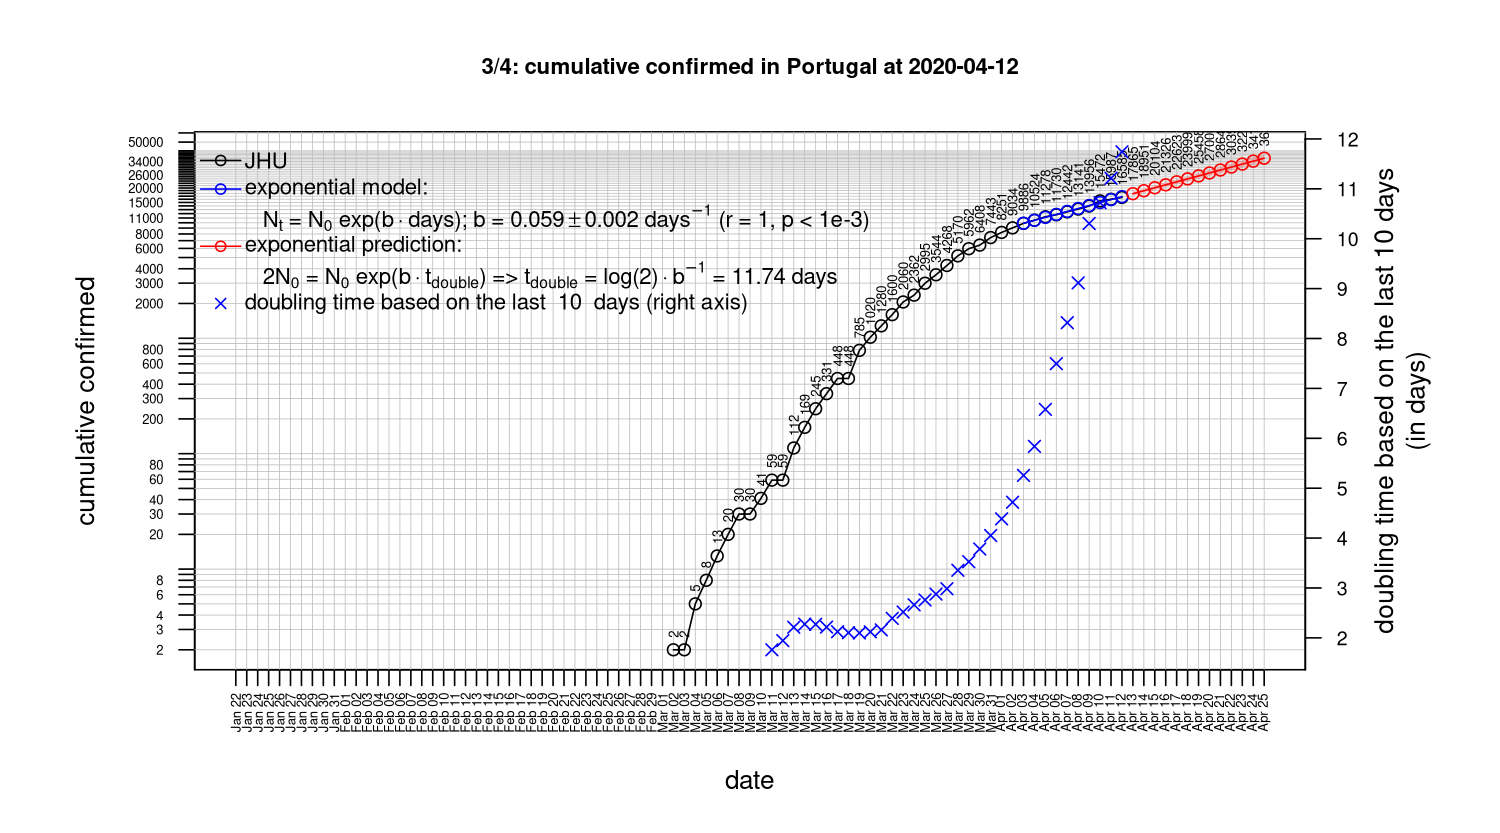 3/4: cumulative confirmed in Portugal at 2020-04-12
JHU
exponential model:
Nt = N0 exp(b · days); b = 0.059 ± 0.002 days−1 (r = 1, p < 1e-3)
exponential prediction:
2N0 = N0 exp(b · tdouble) => tdouble = log(2) · b−1 = 11.74 days
doubling time based on the last 10 days (right axis)
cumulative confirmed
50000
34000
26000
20000
15000
11000
8000
6000
4000
3000
2000
800
600
400
300
200
80
60
40
30
20
8
6
4
3
2
2
2
5
8
13
20
30
30
41
59
59
112
169
245
331
448
448
785
1020
1280
1600
2060
2362
2995
3544
4268
5170
5962
6408
7443
8251
9034
9886
10524
11278
11730
12442
13141
13956
15472
16585
17865
18951
20104
21326
22623
23999
12
11
10
9
8
7
6
5
4
3
2
doubling time based on the last 10 days
(in days)
Jan 22
Jan 23
Jan 24
Jan 25
Jan 26
Jan 27
Jan 28
Jan 29
Jan 30
Jan 31
Feb 01
Feb 02
Feb 03
Feb 04
Feb 05
Feb 06
Feb 07
Feb 08
Feb 09
Feb 10
Feb 11
Feb 12
Feb 13
Feb 14
Feb 15
Feb 16
Feb 17
Feb 18
Feb 19
Feb 20
Feb 21
Feb 22
Feb 23
Feb 24
Feb 25
Feb 26
Feb 27
Feb 28
Feb 29
Mar 01
Mar 02
Mar 03
Mar 04
Mar 05
Mar 06
Mar 07
Mar 08
Mar 09
Mar 10
Mar 11
Mar 12
Mar 13
Mar 14
Mar 15
Mar 16
Mar 17
Mar 18
Mar 19
Mar 20
Mar 21
Mar 22
Mar 23
Mar 24
Mar 25
Mar 26
Mar 27
Mar 28
Mar 29
Mar 30
Mar 31
Apr 01
Apr 02
Apr 03
Apr 04
Apr 05
Apr 06
Apr 07
Apr 08
Apr 09
Apr 10
Apr 11
Apr 12
Apr 13
Apr 14
Apr 15
Apr 16
Apr 17
Apr 18
Apr 19
Apr 20
Apr 21
Apr 22
Apr 23
Apr 24
Apr 25
date